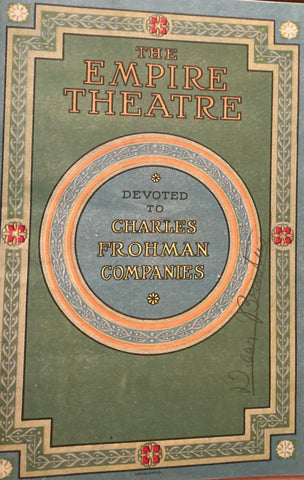 THE
EMPIRE
THEATRE
DEVOTED
TO
CHARLES
FROHMAN
COMPANIES